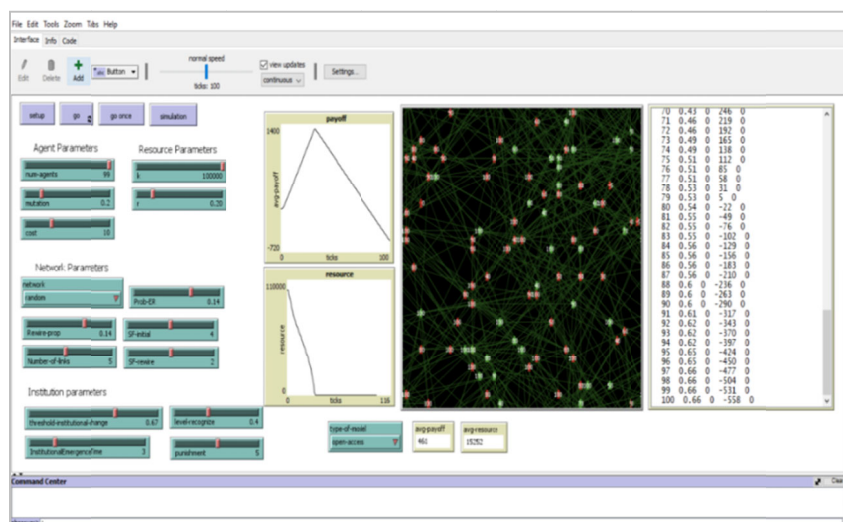 File Edit Tools Zoom Tabs Help
Interface Info Code
Edit Delete Add Button normal speed view updates Settings...
ticks: 100 continuous
setup go go once simulation
Agent Parameters Resource Parameters
num-agents 99 k 100000
mutation 0.2 r 0.20
cost 10
Network Parameters
network
random
Prob-ER 0.14
Rewire-prop 0.14 SF-initial 4
Number-of-links 5 SF-rewire 2
Institution parameters
threshold-institutional-change 0.67 level-recognize 0.4
InstitutionalEmergenceTime 3 punishment 5
payoff
1400
avg-payoff
-720
0 ticks 100
resource
110000
resource
0
0 ticks 116
type-of-model
open-acces
avg-payoff
461
avg-resource
15252
70 0.43 0 246 0
71 0.46 0 219 0
72 0.46 0 192 0
73 0.49 0 165 0
74 0.49 0 138 0
75 0.51 0 112 0
76 0.51 0 85 0
77 0.51 0 58 0
78 0.53 0 31 0
79 0.53 0 5 0
80 0.54 0 -22 0
81 0.55 0 -49 0
82 0.55 0 -76 0
83 0.55 0 -102 0
84 0.56 0 -129 0
85 0.56 0 -156 0
86 0.56 0 -183 0
87 0.56 0 -210 0
88 0.6 0 -236 0
89 0.6 0 -263 0
90 0.6 0 -290 0
91 0.61 0 -317 0
92 0.62 0 -343 0
93 0.62 0 -370 0
94 0.62 0 -397 0
95 0.65 0 -424 0
96 0.65 0 -450 0
97 0.66 0 -477 0
98 0.66 0 -504 0
99 0.66 0 -531 0
100 0.66 0 -558 0
Command Center